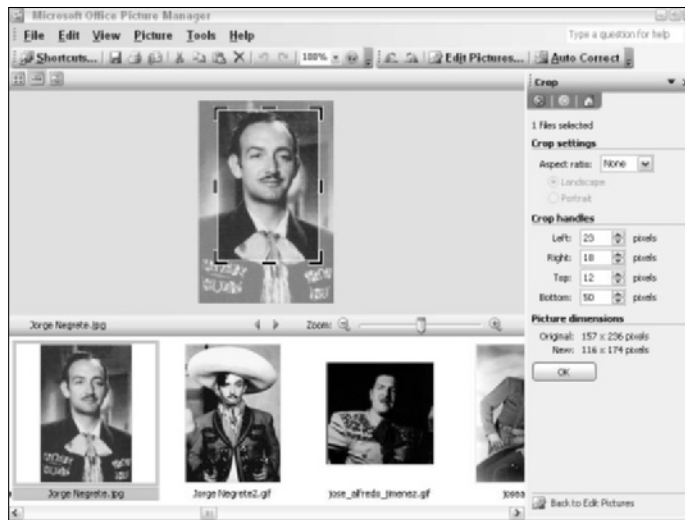 Microsoft Office Picture Manager
File Edit View Picture Tools Help
Type a question for help
Shortcuts... 100% Edit Pictures... Auto Correct
Crop
1 files selected
Crop settings
Aspect ratio: None
Landscape
Portrait
Crop handles
Left: 23 pixels
Right: 18 pixels
Top: 12 pixels
Bottom: 50 pixels
Picture dimensions
Original: 157 x 236 pixels
New: 116 x 174 pixels
OK
Jorge Negrete.jpg Zoom:
Jorge Negrete.jpg Jorge Negrete2.gif jose_alfredo_jimenez.gif josea
Back to Edit Pictures